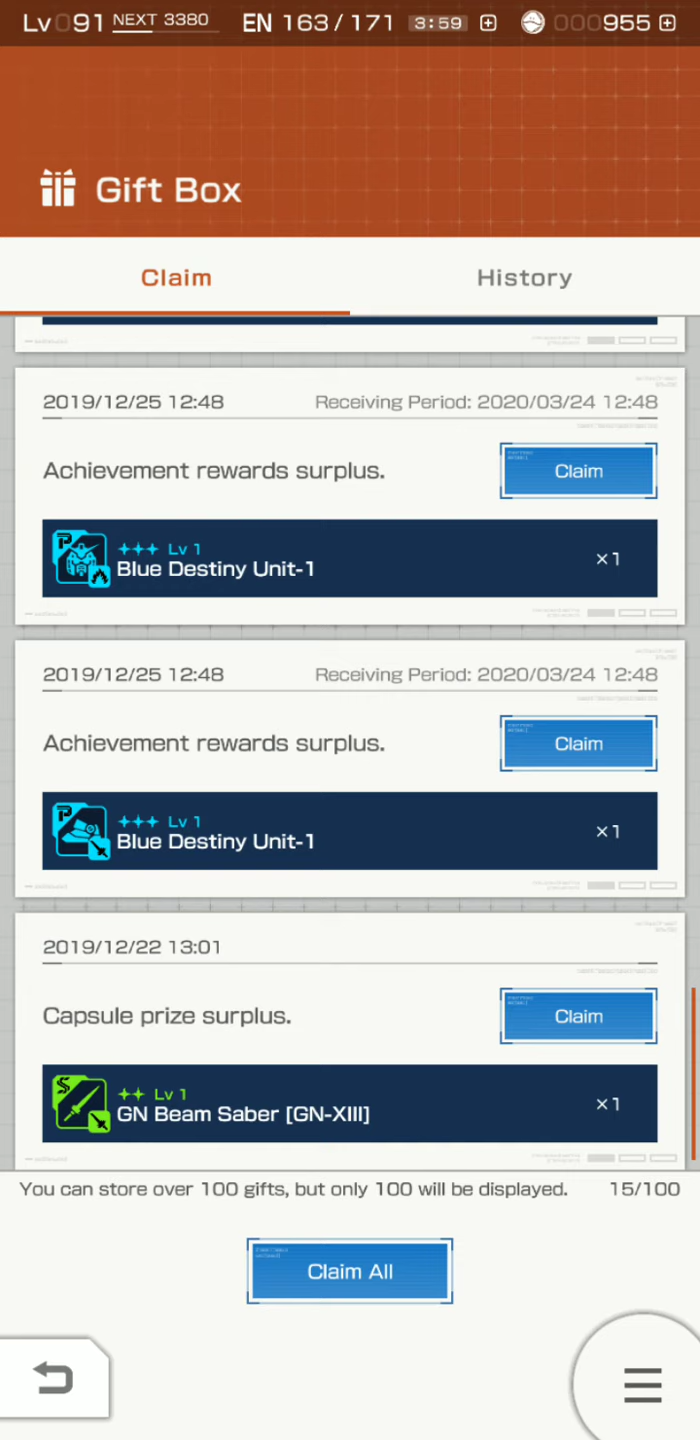 Lv 091 NEXT 3380 EN 163/171 3:59 000955
Gift Box
Claim History
2019/12/25 12:48 Receiving Period: 2020/03/24 12:48
Achievement rewards surplus. Claim
P Lv 1
Blue Destiny Unit-1 ×1
2019/12/25 12:48 Receiving Period: 2020/03/24 12:48
Achievement rewards surplus. Claim
P Lv 1
Blue Destiny Unit-1 ×1
2019/12/22 13:01
Capsule prize surplus. Claim
S Lv 1
GN Beam Saber [GN-XIII] ×1
You can store over 100 gifts, but only 100 will be displayed. 15/100
Claim All